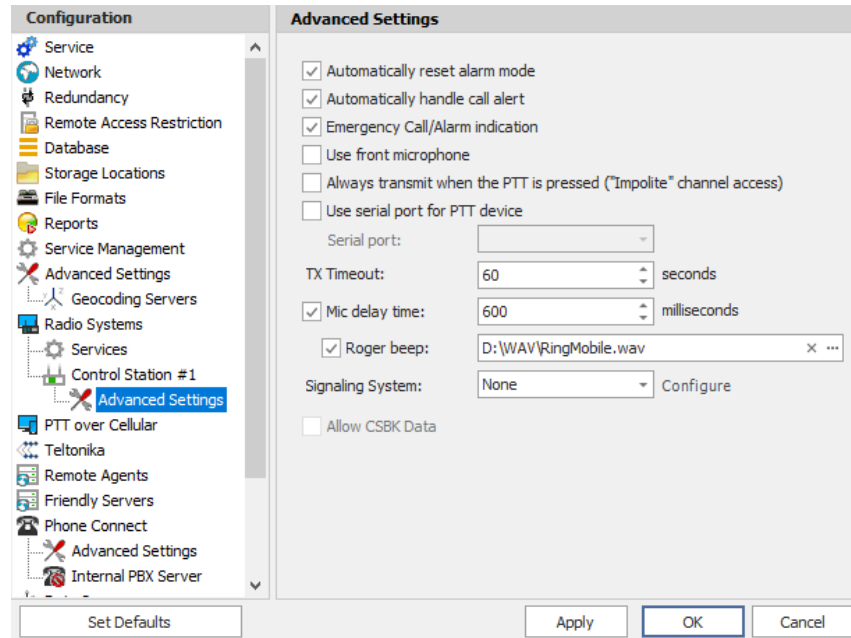 Configuration
Service
Network
Redundancy
Remote Access Restriction
Database
Storage Locations
File Formats
Reports
Service Management
Advanced Settings
Geocoding Servers
Radio Systems
Services
Control Station #1
Advanced Settings
PTT over Cellular
Teltonika
Remote Agents
Friendly Servers
Phone Connect
Advanced Settings
Internal PBX Server
Set Defaults
Advanced Settings
Automatically reset alarm mode
Automatically handle call alert
Emergency Call/Alarm indication
Use front microphone
Always transmit when the PTT is pressed ("Impolite" channel access)
Use serial port for PTT device
Serial port:
TX Timeout: 60 seconds
Mic delay time: 600 milliseconds
Roger beep: D:\WAV\RingMobile.wav
Signaling System: None Configure
Allow CSBK Data
Apply OK Cancel